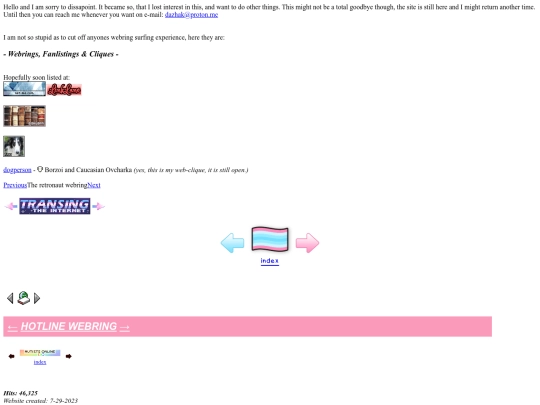 Hello and I am sorry to dissapoint. It became so, that I lost interest in this, and want to do other things. This might not be a total goodbye though, the site is still here and I might return another time.
Until then you can reach me whenever you want on e-mail: dazhak@proton.me
I am not so stupid as to cut off anyones webring surfing experience, here they are:
- Webrings, Fanlistings & Cliques -
Hopefully soon listed at:
dogperson - Borzoi and Caucasian Ovcharka (yes, this is my web-clique, it is still open.)
PreviousThe retronaut webringNext
TRANSING
THE INTERNET
index
← HOTLINE WEBRING →
AUTISTS ONLINE
index
Hits: 46,325
Website created: 7-29-2023